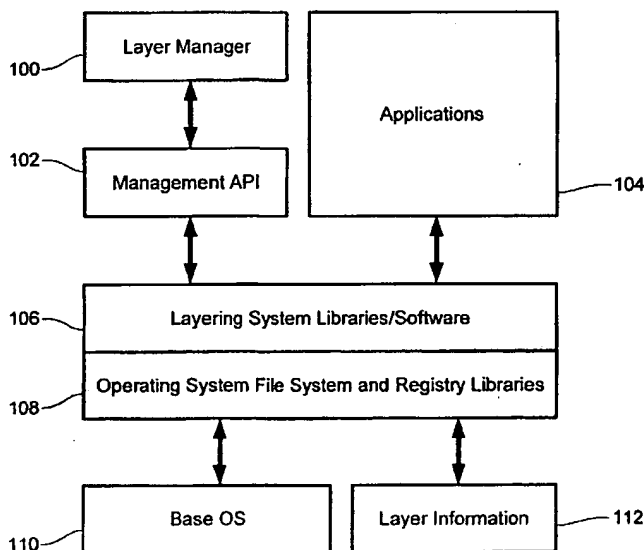 Layer Manager
100
Applications
102
Management API
104
106
Layering System Libraries/Software
Operating System File System and Registry Libraries
108
Base OS
110
Layer Information
112